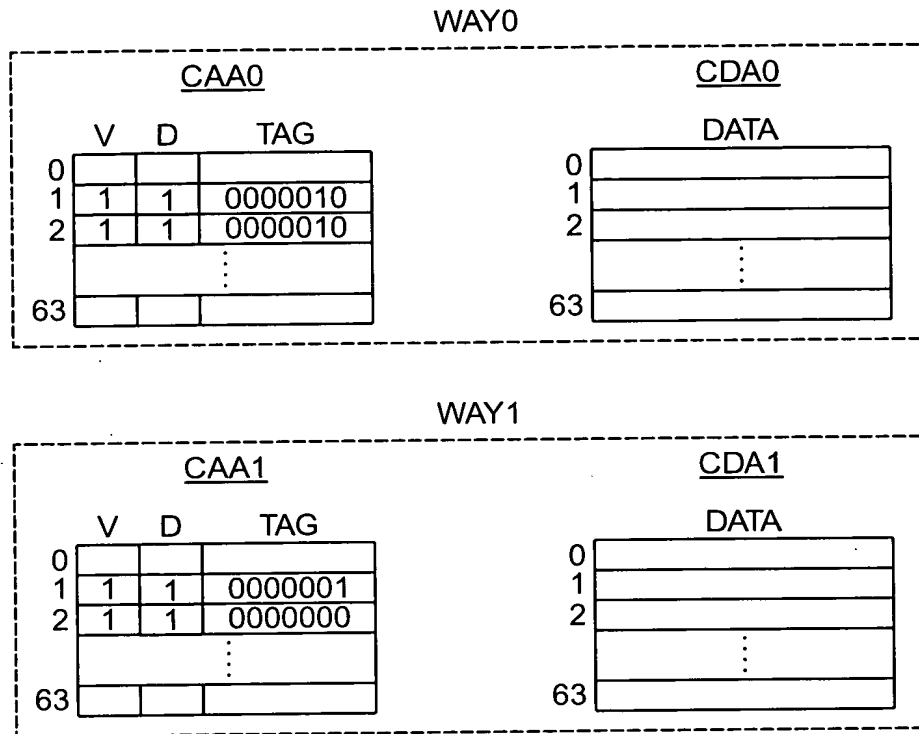 WAY0
CAA0 CDA0
V D TAG DATA
0 0
1 1 1 0000010 1
2 1 1 0000010 2
63 63
WAY1
CAA1 CDA1
V D TAG DATA
0 0
1 1 1 0000001 1
2 1 1 0000000 2
63 63